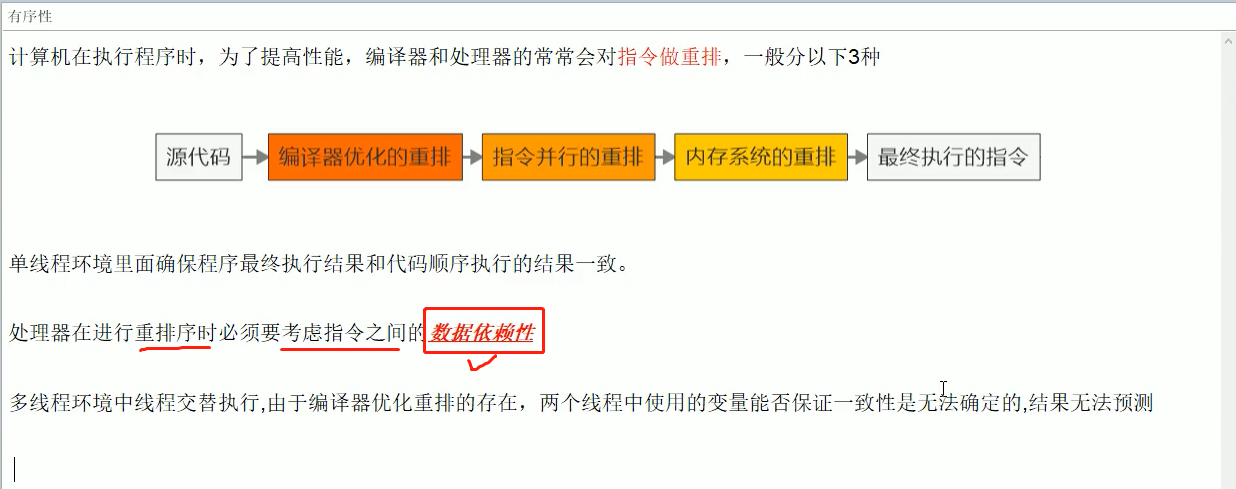 有序性
计算机在执行程序时，为了提高性能，编译器和处理器的常常会对指令做重排，一般分以下3种
源代码 编译器优化的重排 指令并行的重排 内存系统的重排 最终执行的指令
单线程环境里面确保程序最终执行结果和代码顺序执行的结果一致。
处理器在进行重排序时必须要考虑指令之间的数据依赖性
多线程环境中线程交替执行,由于编译器优化重排的存在，两个线程中使用的变量能否保证一致性是无法确定的,结果无法预测